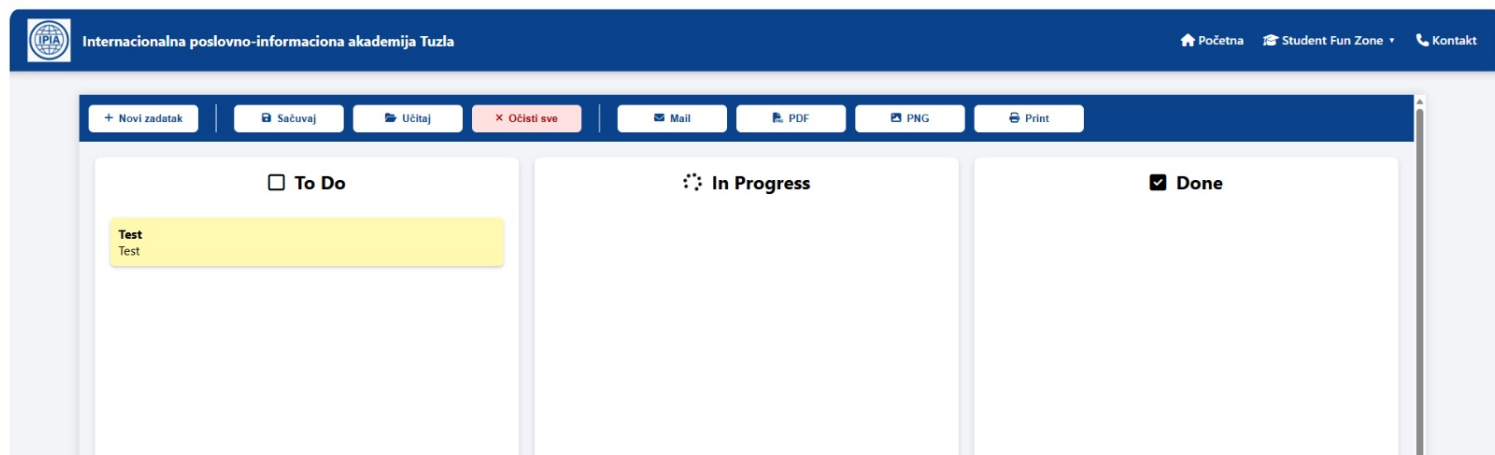 IPIA
Internacionalna poslovno-informaciona akademija Tuzla
Početna
Student Fun Zone
Kontakt
+ Novi zadatak
Sačuvaj
Učitaj
× Očisti sve
Mail
PDF
PNG
Print
To Do
In Progress
Done
Test
Test